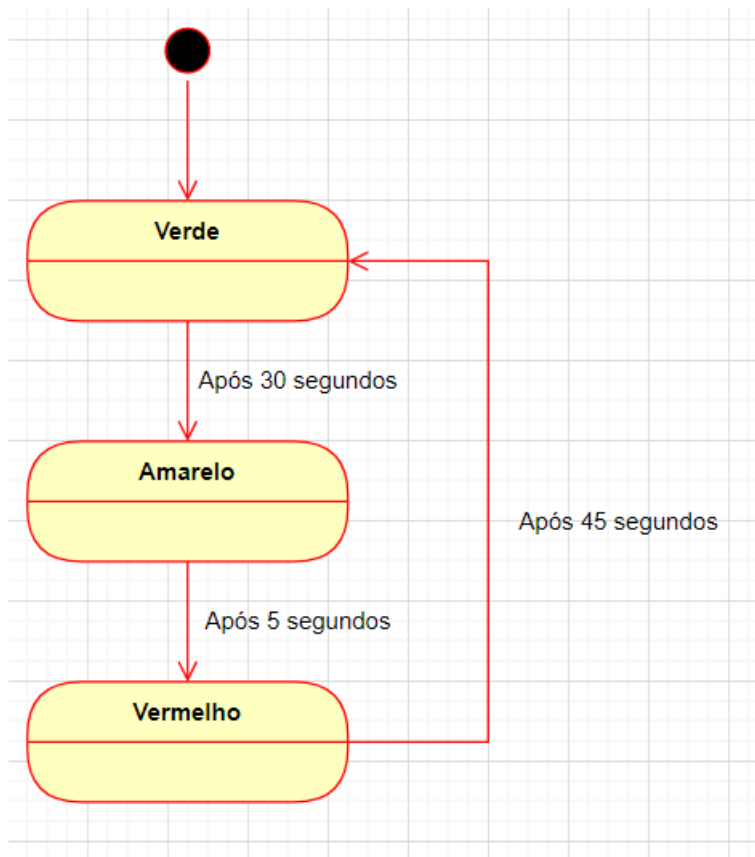 Verde
Após 30 segundos
Amarelo
Após 45 segundos
Após 5 segundos
Vermelho